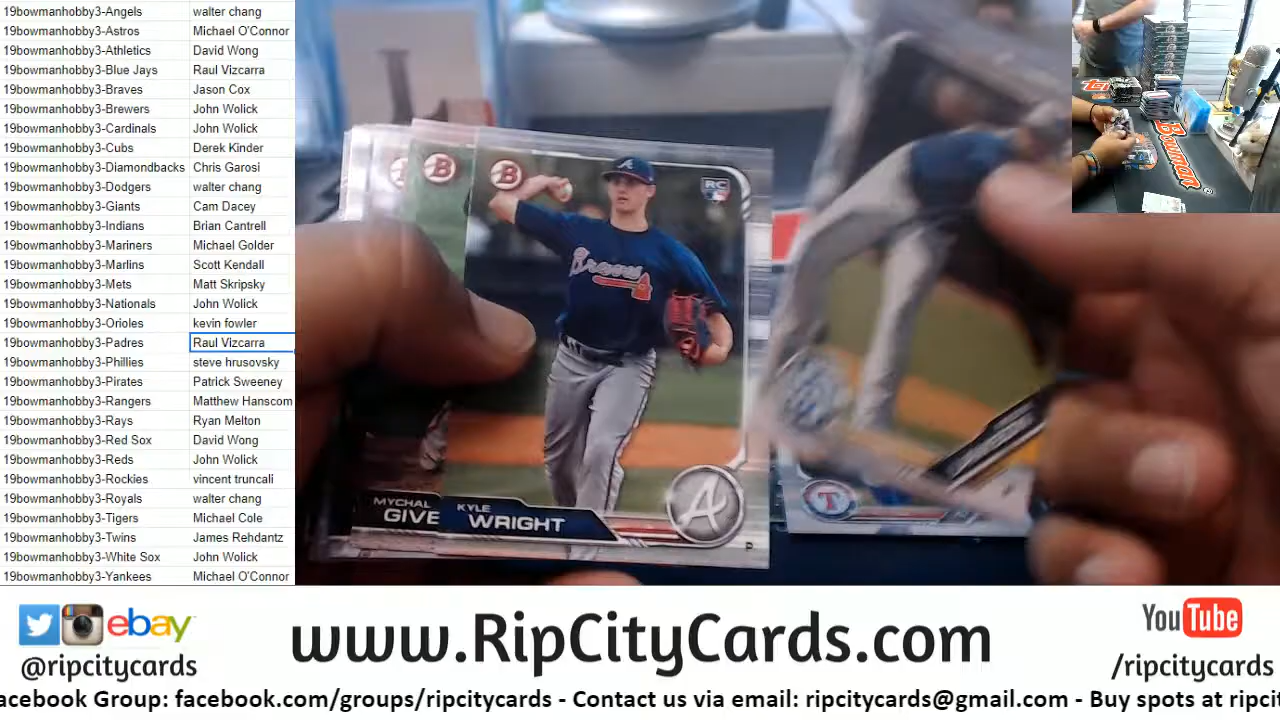 19bowmanhobby3-Angels walter chang
19bowmanhobby3-Astros Michael O'Connor
19bowmanhobby3-Athletics David Wong
19bowmanhobby3-Blue Jays Raul Vizcarra
19bowmanhobby3-Braves Jason Cox
19bowmanhobby3-Brewers John Wolick
19bowmanhobby3-Cardinals John Wolick
19bowmanhobby3-Cubs Derek Kinder
19bowmanhobby3-Diamondbacks Chris Garosi
19bowmanhobby3-Dodgers walter chang
19bowmanhobby3-Giants Cam Dacey
19bowmanhobby3-Indians Brian Cantrell
19bowmanhobby3-Mariners Michael Golder
19bowmanhobby3-Marlins Scott Kendall
19bowmanhobby3-Mets Matt Skripsky
19bowmanhobby3-Nationals John Wolick
19bowmanhobby3-Orioles kevin fowler
19bowmanhobby3-Padres Raul Vizcarra
19bowmanhobby3-Phillies steve hrusovsky
19bowmanhobby3-Pirates Patrick Sweeney
19bowmanhobby3-Rangers Matthew Hanscom
19bowmanhobby3-Rays Ryan Melton
19bowmanhobby3-Red Sox David Wong
19bowmanhobby3-Reds John Wolick
19bowmanhobby3-Rockies vincent truncali
19bowmanhobby3-Royals walter chang
19bowmanhobby3-Tigers Michael Cole
19bowmanhobby3-Twins James Rehdantz
19bowmanhobby3-White Sox John Wolick
19bowmanhobby3-Yankees Michael O'Connor
B B
RC
A
Braves
MYCHAL KYLE
GIVE WRIGHT
A
P
T
Bowman
ebay
@ripcitycards
www.RipCityCards.com
YouTube
/ripcitycards
acebook Group: facebook.com/groups/ripcitycards - Contact us via email: ripcitycards@gmail.com - Buy spots at ripci